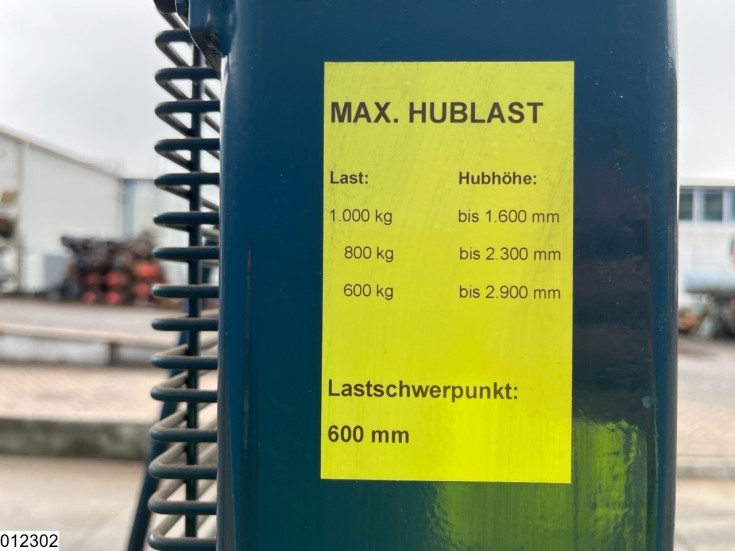 MAX. HUBLAST
Last: Hubhöhe:
1.000 kg bis 1.600 mm
800 kg bis 2.300 mm
600 kg bis 2.900 mm
Lastschwerpunkt:
600 mm
012302